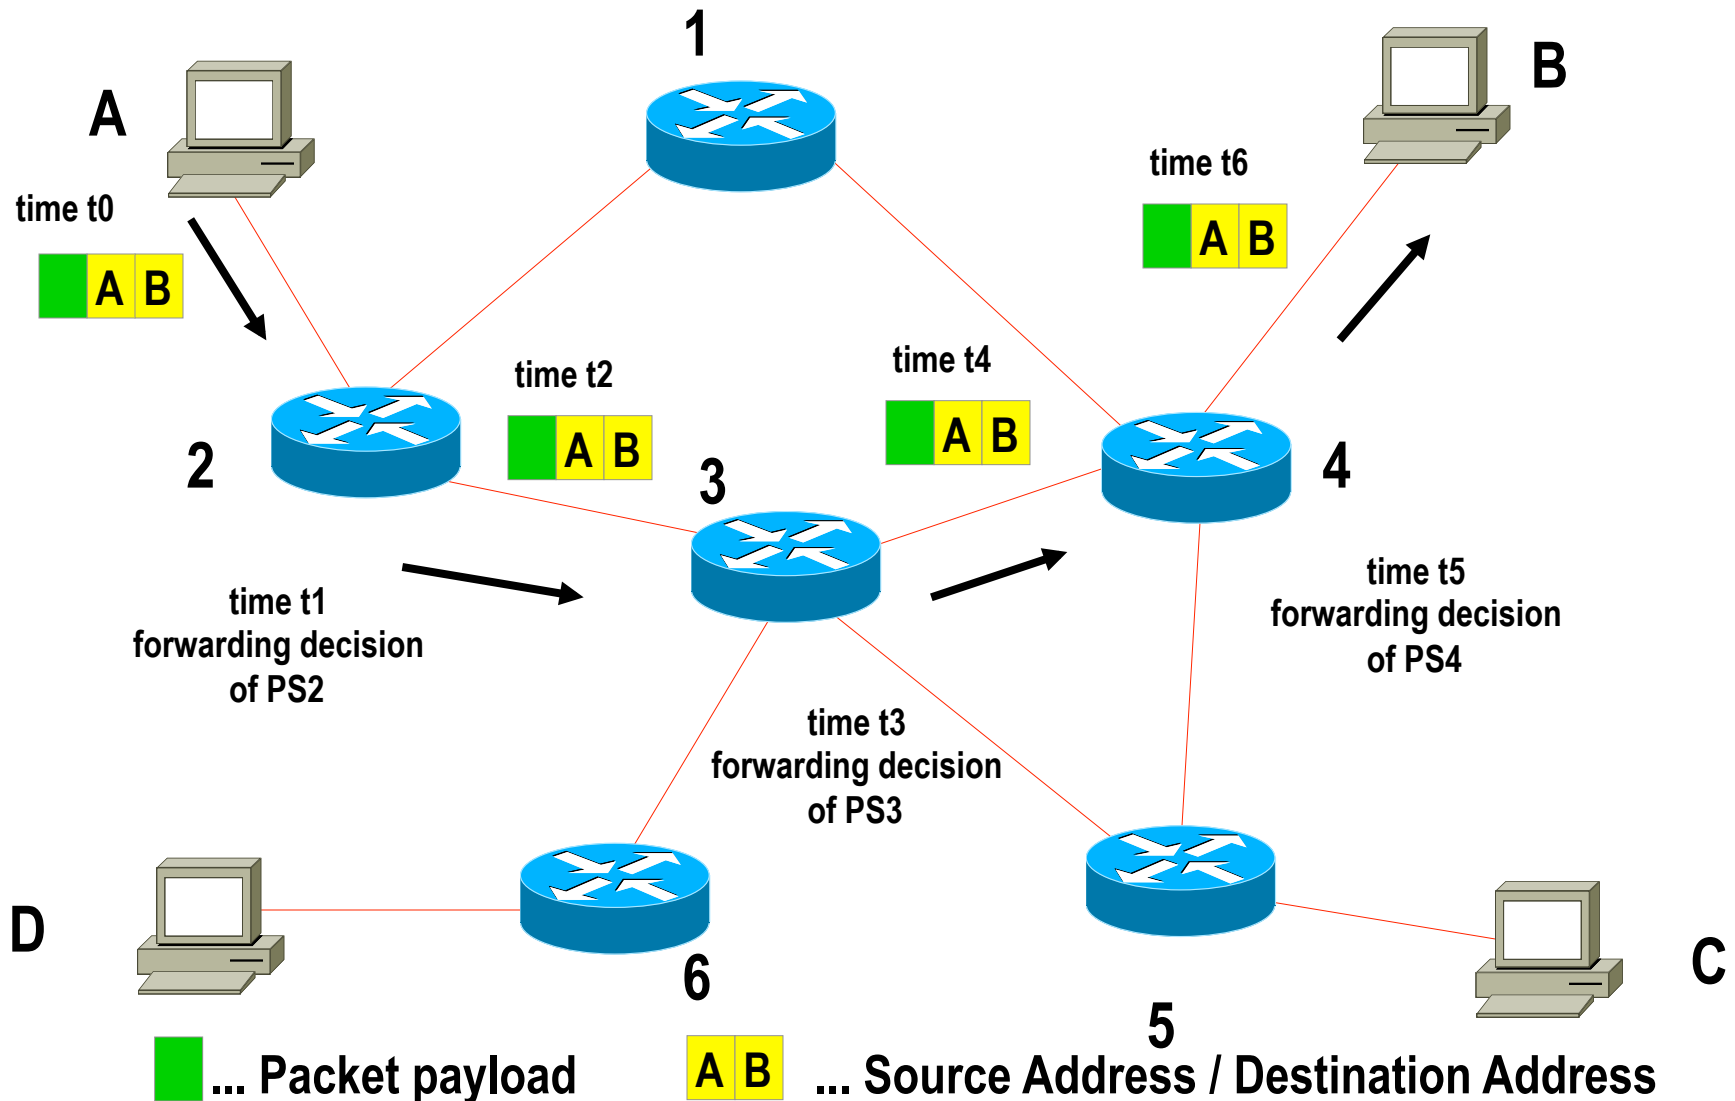 1
B
A
time t6
A B
time t0
A B
time t4
time t2
A B
A B
2
3
4
time t1
forwarding decision
of PS2
time t5
forwarding decision
of PS4
time t3
forwarding decision
of PS3
D
6
C
5
... Packet payload
A B ... Source Address / Destination Address